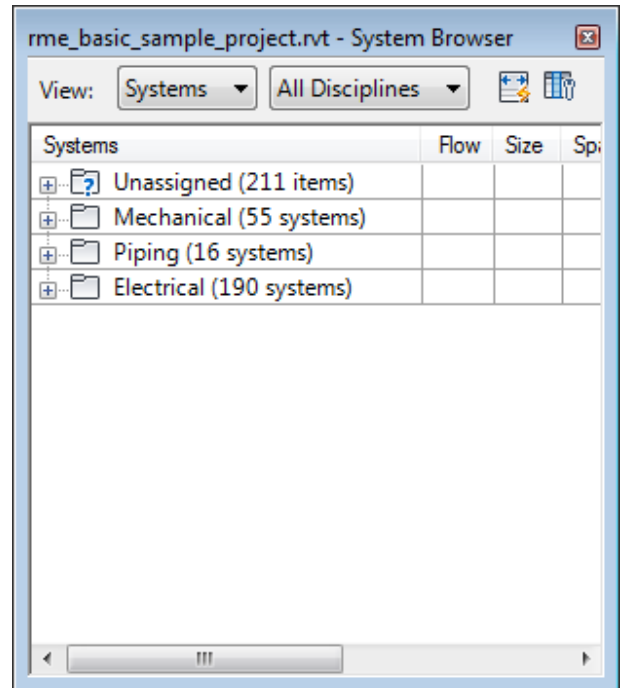 rme_basic_sample_project.rvt - System Browser
View: Systems All Disciplines
Systems Flow Size
Unassigned (211 items)
Mechanical (55 systems)
Piping (16 systems)
Electrical (190 systems)